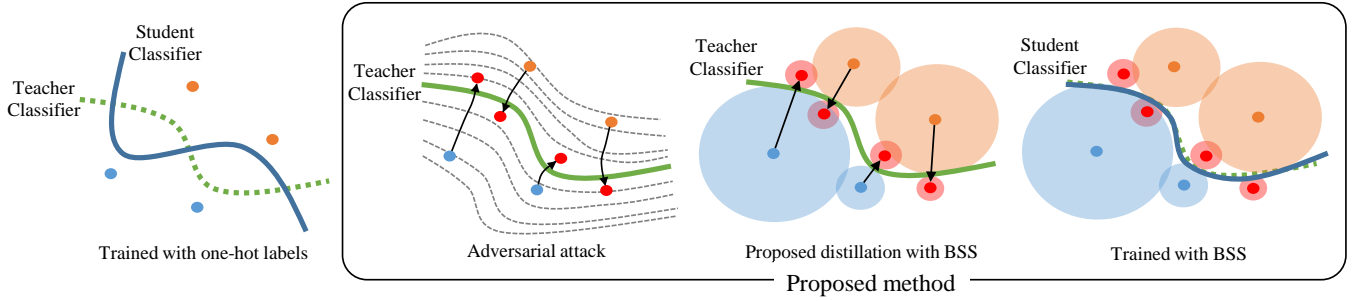 Student
Classifier
Teacher
Classifier
Trained with one-hot labels
Teacher
Classifier
Adversarial attack
Teacher
Classifier
Proposed distillation with BSS
Student
Classifier
Trained with BSS
Proposed method